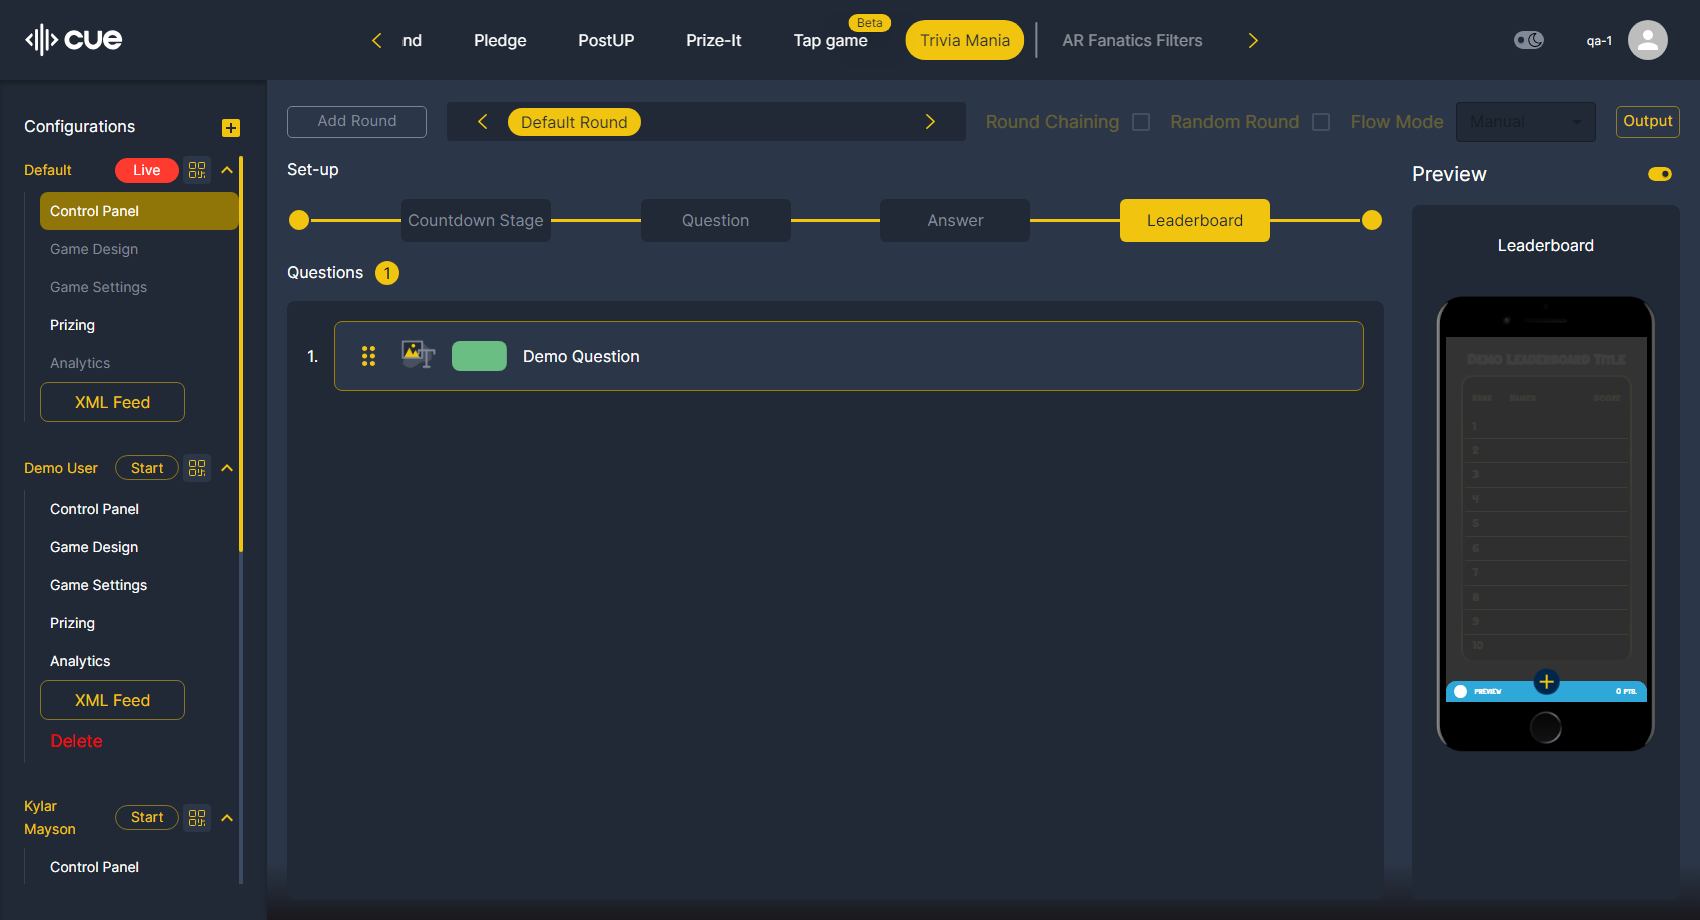 cue
nd
Pledge
PostUP
Prize-It
Tap game
Beta
Trivia Mania
AR Fanatics Filters
qa-1
Configurations
Default
Live
Control Panel
Game Design
Game Settings
Prizing
Analytics
XML Feed
Demo User
Start
Control Panel
Game Design
Game Settings
Prizing
Analytics
XML Feed
Delete
Kylar
Mayson
Start
Control Panel
Add Round
Default Round
Round Chaining
Random Round
Flow Mode
Manual
Output
Set-up
Countdown Stage
Question
Answer
Leaderboard
Questions 1
1.
Demo Question
Preview
Leaderboard
Demo Leaderboard Title
RANK NAMES SCORE
1
2
3
4
5
6
7
8
9
10
PREVIEW
0 PTS.